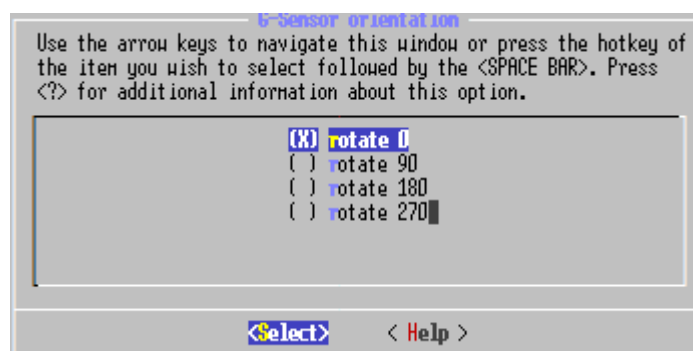 G-Sensor orientation
Use the arrow keys to navigate this window or press the hotkey of
the item you wish to select followed by the <SPACE BAR>. Press
<?> for additional information about this option.
(X) rotate 0
( ) rotate 90
( ) rotate 180
( ) rotate 270
<Select> < Help >